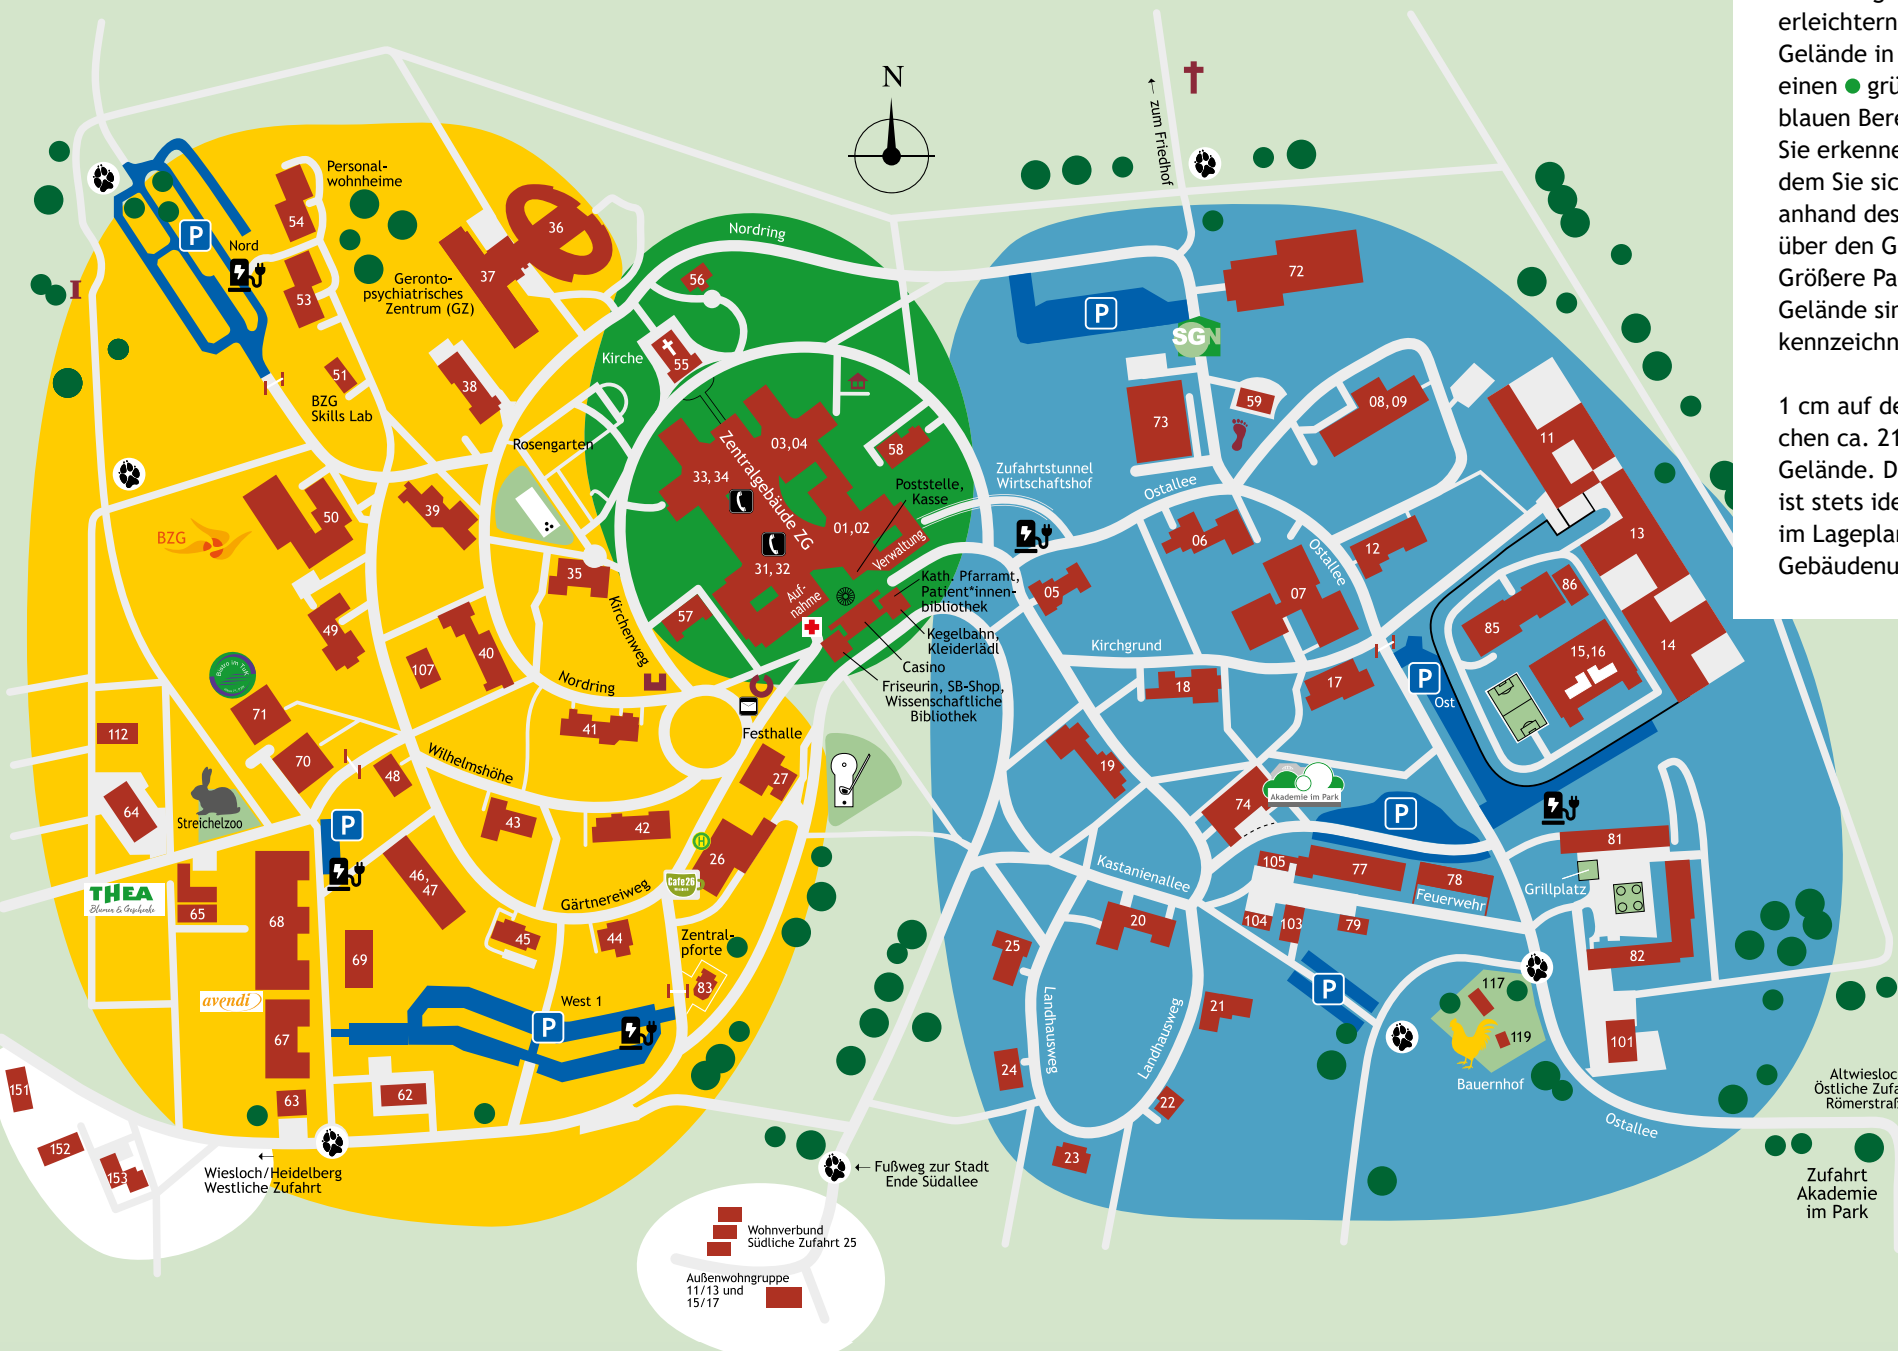 erleichtern
Gelände in
einen grü
blauen Bere
Sie erkenne
dem Sie sic
anhand des
über den G
Größere Pa
Gelände sin
kennzeichn
1 cm auf de
chen ca. 21
Gelände. D
ist stets ide
im Lageplan
Gebäudenu
N
← zum Friedhof
Personal-
wohnheime
54
P
Nord
53
Geronto-
psychiatrisches
Zentrum (GZ)
37
36
51
BZG
Skills Lab
38
Nordring
56
Kirche
55
Rosengarten
Zentralgebäude ZG
03,04
33,34
58
01,02
31,32
Auf-
nahme
Verwaltung
57
Poststelle,
Kasse
Kath. Pfarramt,
Patient*innen-
bibliothek
Kegelbahn,
Kleiderlädl
Casino
Friseurin, SB-Shop,
Wissenschaftliche
Bibliothek
Zufahrtstunnel
Wirtschaftshof
P
SGN
72
73
59
08,09
11
Ostallee
06
12
Ostallee
07
05
13
86
85
15,16
14
Kirchgrund
18
17
P
Ost
19
74
Akademie im Park
P
BZG
50
39
35
Kirchenweg
49
107
40
Nordring
41
Bistro im TuK
71
112
70
48
Wilhelmshöhe
Festhalle
27
64
Streichelzoo
P
43
42
H
26
Cafe26
46,
47
Gärtnereiweg
THEA
Blumen & Geschenke
65
68
69
45
44
Zentral-
pforte
83
avendi
67
West 1
P
63
62
151
152
153
←
Wiesloch/Heidelberg
Westliche Zufahrt
← Fußweg zur Stadt
Ende Südallee
Wohnverbund
Südliche Zufahrt 25
Außenwohngruppe
11/13 und
15/17
Kastanienallee
105
77
78
Feuerwehr
81
Grillplatz
82
104
103
79
20
25
P
21
Landhausweg
Landhausweg
24
22
23
117
119
Bauernhof
101
Ostallee
Altwiesloc
Östliche Zufa
Römerstraß
Zufahrt
Akademie
im Park